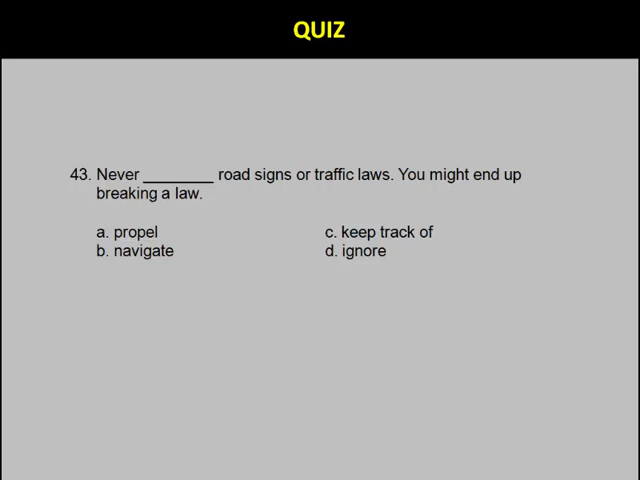 QUIZ
43. Never ________ road signs or traffic laws. You might end up
breaking a law.
a. propel
c. keep track of
b. navigate
d. ignore